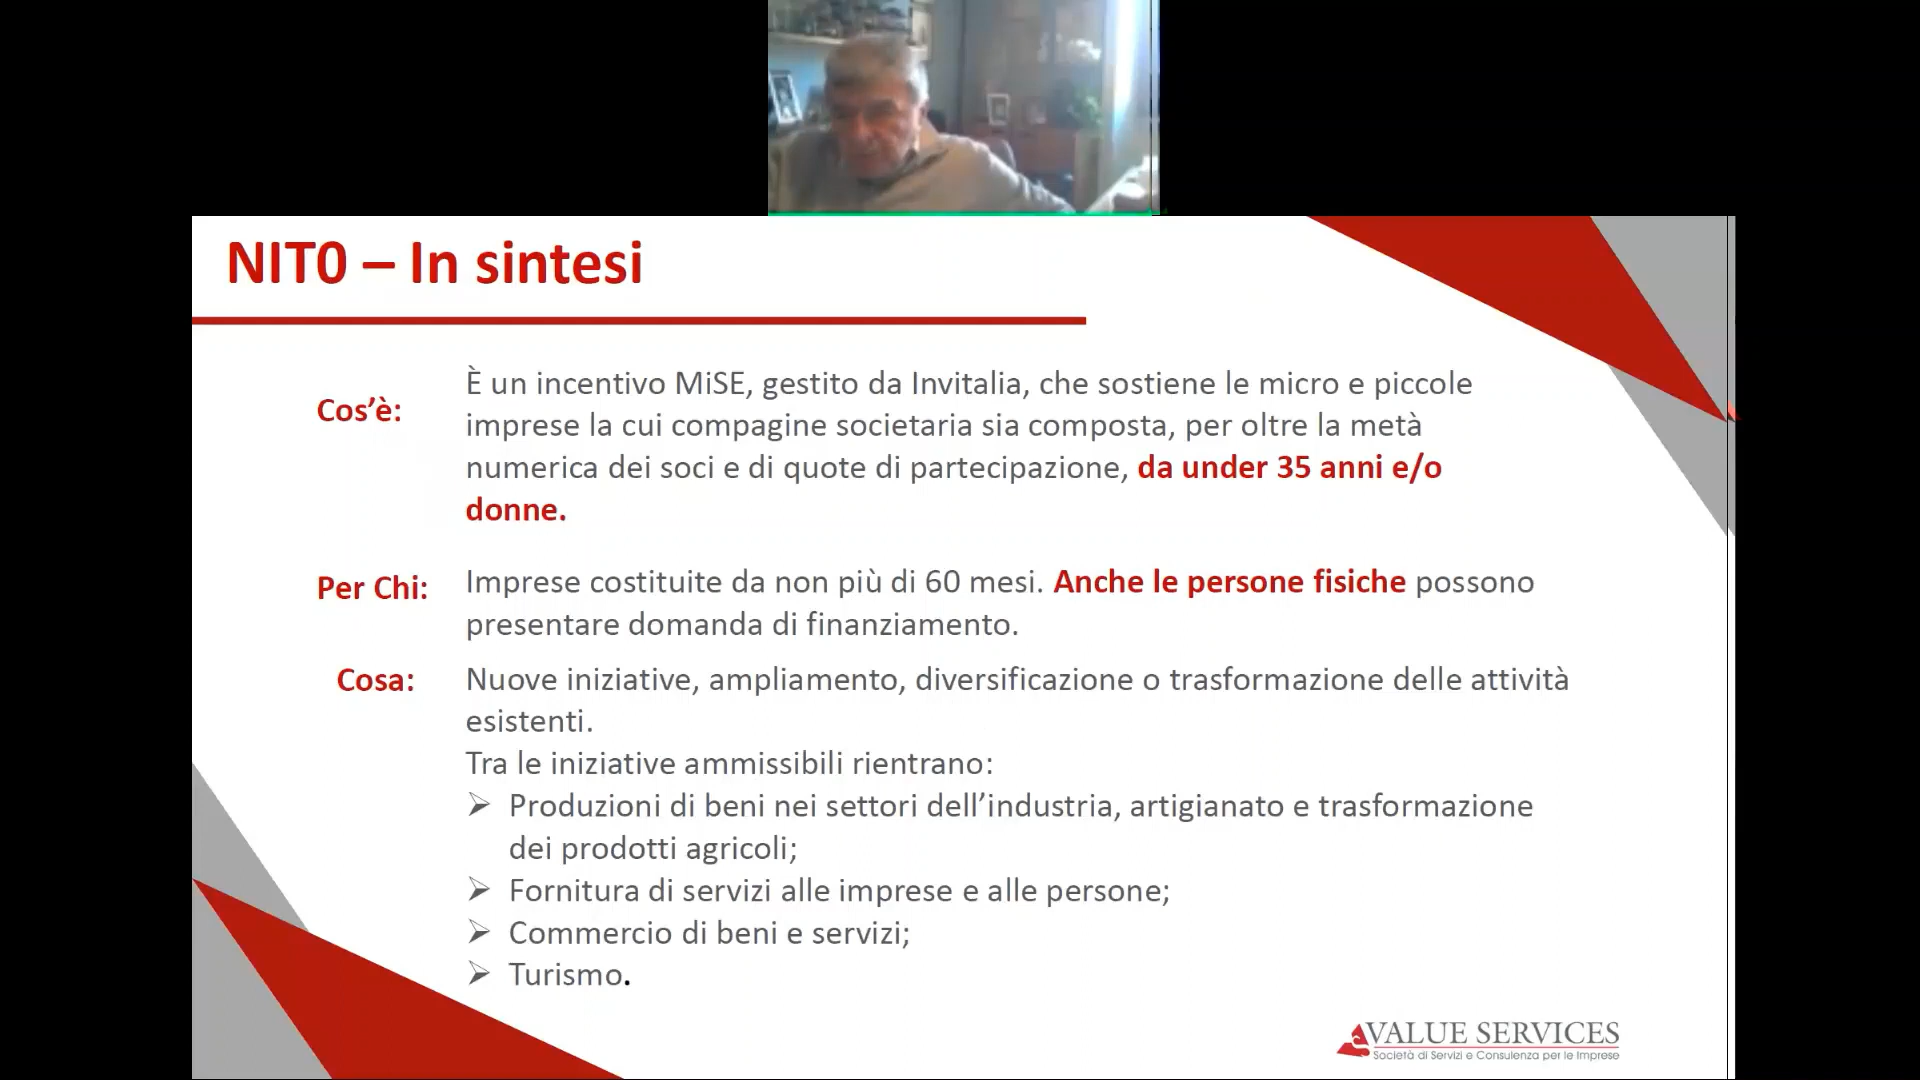 NIT0 – In sintesi
Cos’è:
È un incentivo MiSE, gestito da Invitalia, che sostiene le micro e piccole
imprese la cui compagine societaria sia composta, per oltre la metà
numerica dei soci e di quote di partecipazione, da under 35 anni e/o
donne.
Per Chi:
Imprese costituite da non più di 60 mesi. Anche le persone fisiche possono
presentare domanda di finanziamento.
Cosa:
Nuove iniziative, ampliamento, diversificazione o trasformazione delle attività
esistenti.
Tra le iniziative ammissibili rientrano:
➢ Produzioni di beni nei settori dell’industria, artigianato e trasformazione
dei prodotti agricoli;
➢ Fornitura di servizi alle imprese e alle persone;
➢ Commercio di beni e servizi;
➢ Turismo.
VALUE SERVICES
Società di Servizi e Consulenza per le Imprese